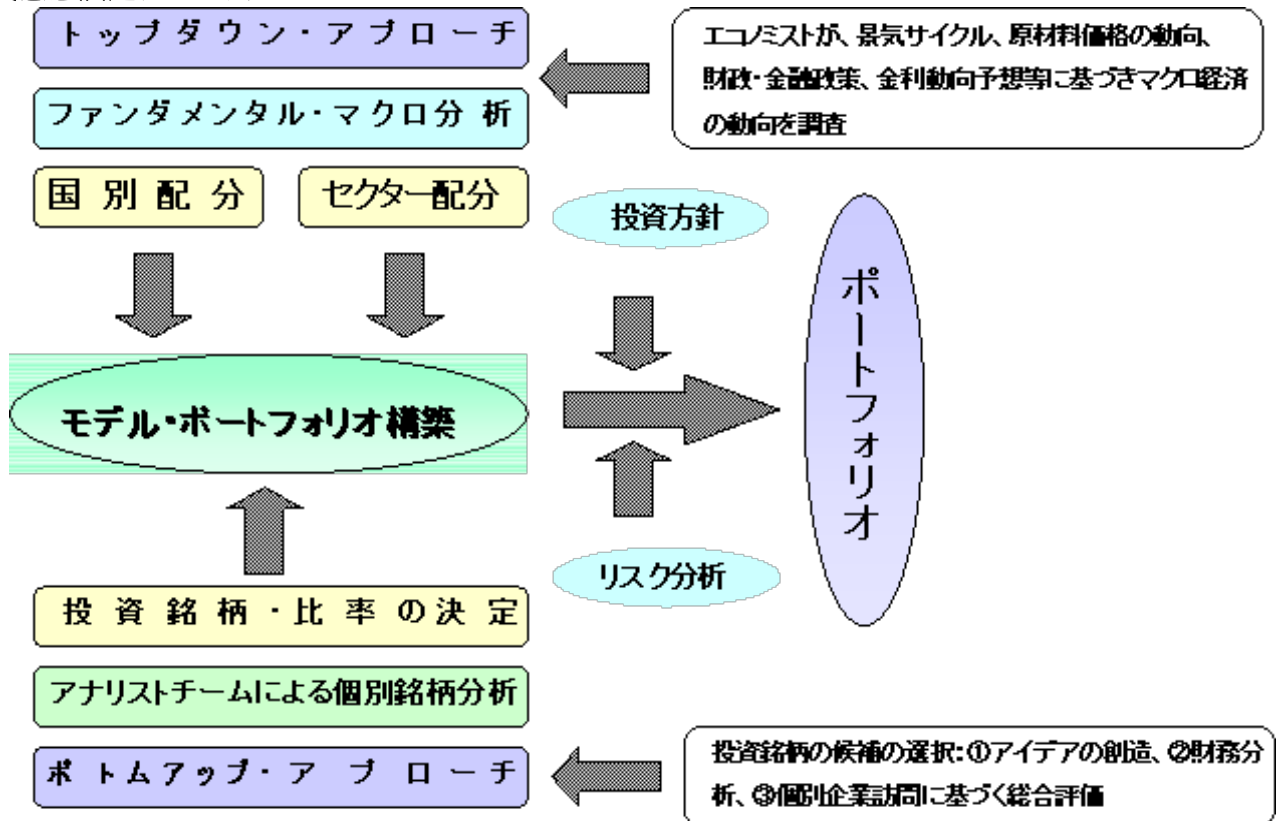 トップダウン・アプローチ
エコノミストが、景気サイクル、原材料価格の動向、
財政・金融政策、金利動向予想等に基づきマクロ経済
の動向を調査
ファンダメンタル・マクロ分析
国別配分
セクター配分
投資方針
モデル・ポートフォリオ構築
ポートフォリオ
リスク分析
投資銘柄・比率の決定
アナリストチームによる個別銘柄分析
ボトムアップ・アプローチ
投資銘柄の候補の選択:①アイデアの創造、②財務分
析、③個別企業訪問に基づく総合評価